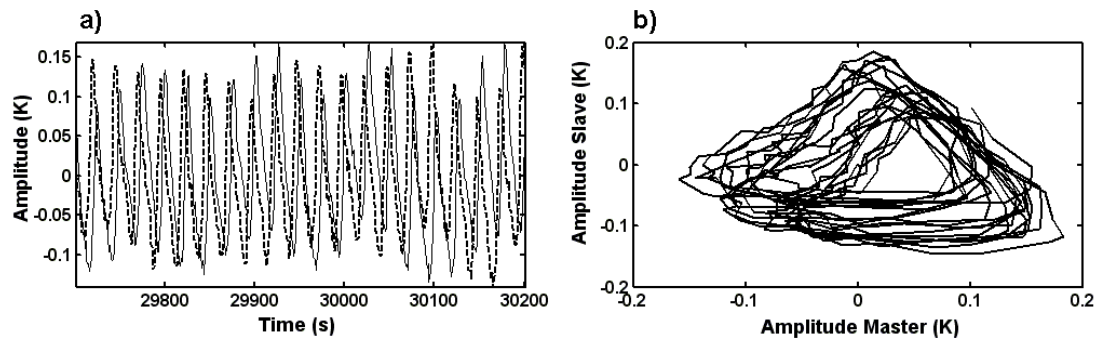 a)
0.15
0.1
0.05
0
-0.05
-0.1
Amplitude (K)
29800 29900 30000 30100 30200
Time (s)
b)
0.2
0.1
0
-0.1
-0.2
Amplitude Slave (K)
-0.2 -0.1 0 0.1 0.2
Amplitude Master (K)